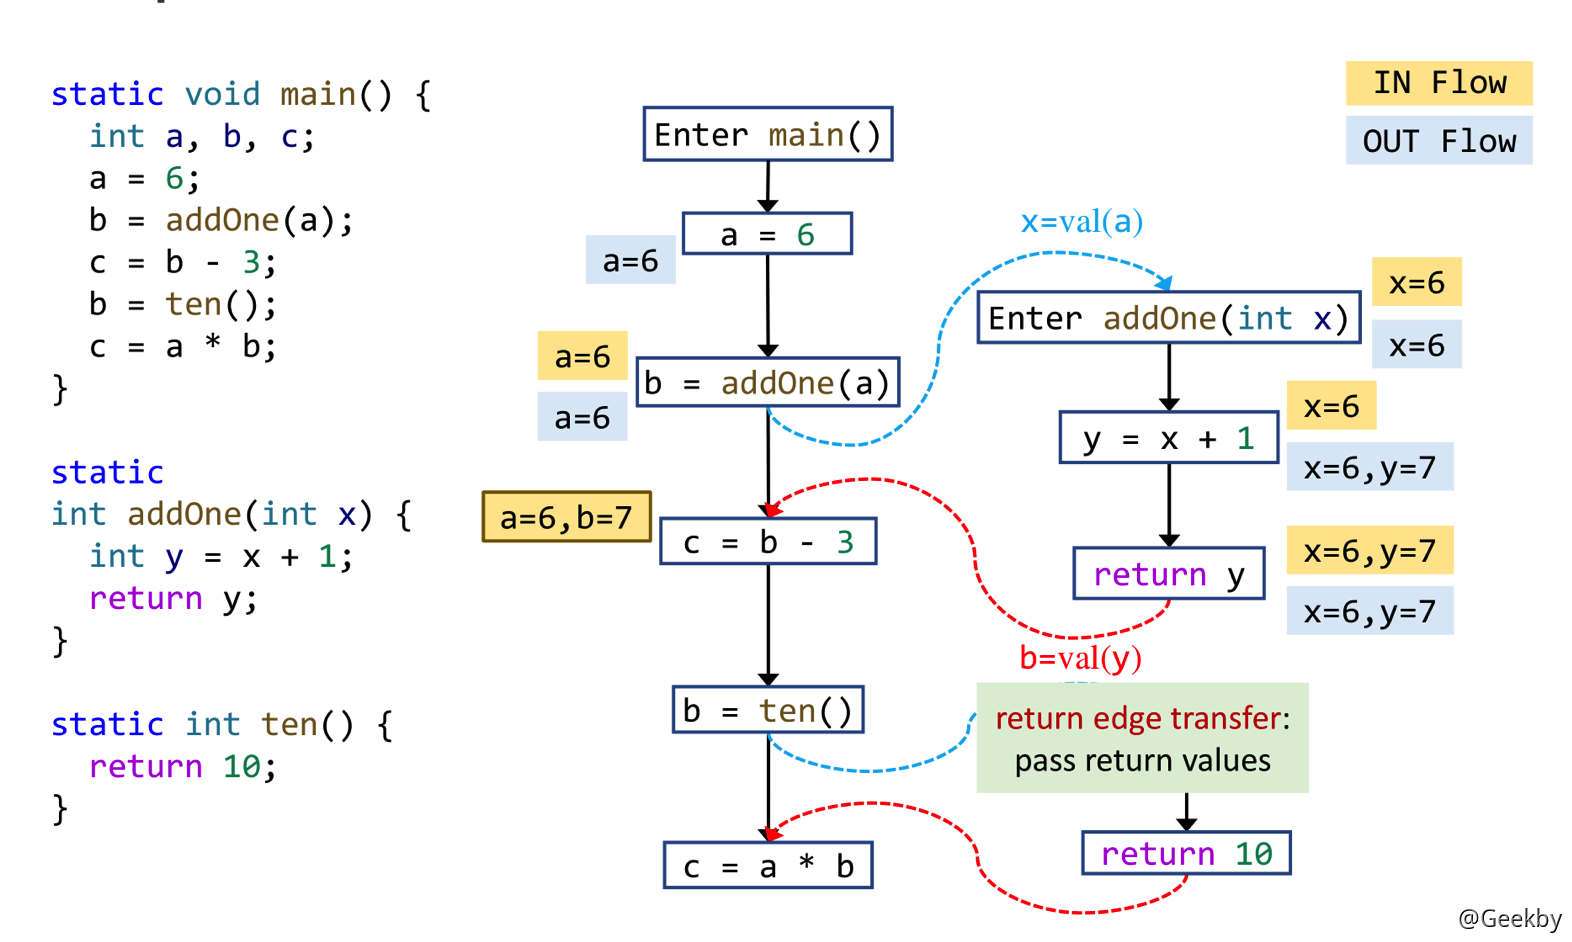 static void main() {
int a, b, c;
a = 6;
b = addOne(a);
c = b - 3;
b = ten();
c = a * b;
}
static
int addOne(int x) {
int y = x + 1;
return y;
}
static int ten() {
return 10;
}
IN Flow
OUT Flow
Enter main()
a = 6
a=6
a=6
a=6
b = addOne(a)
a=6,b=7
c = b - 3
b = ten()
c = a * b
x=val(a)
Enter addOne(int x)
x=6
x=6
y = x + 1
x=6
x=6,y=7
return y
x=6,y=7
x=6,y=7
b=val(y)
return edge transfer:
pass return values
return 10
@Geekby